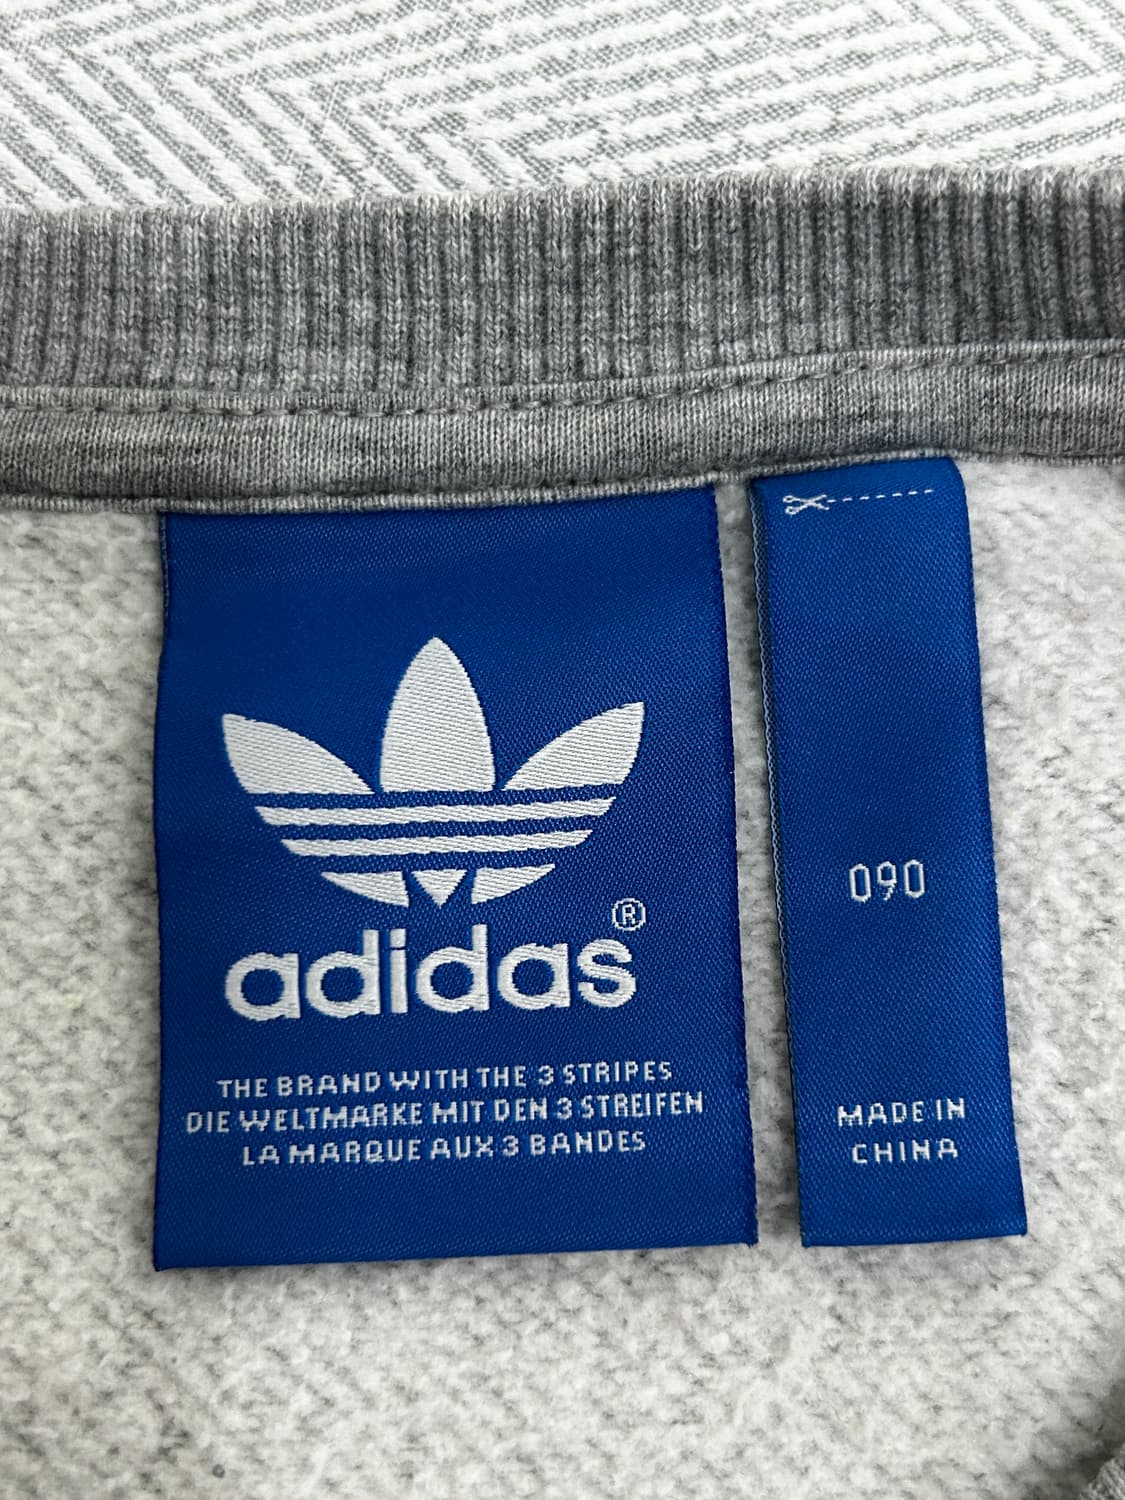 adidas®
THE BRAND WITH THE 3 STRIPES
DIE WELTMARKE MIT DEN 3 STREIFEN
LA MARQUE AUX 3 BANDES
090
MADE IN
CHINA